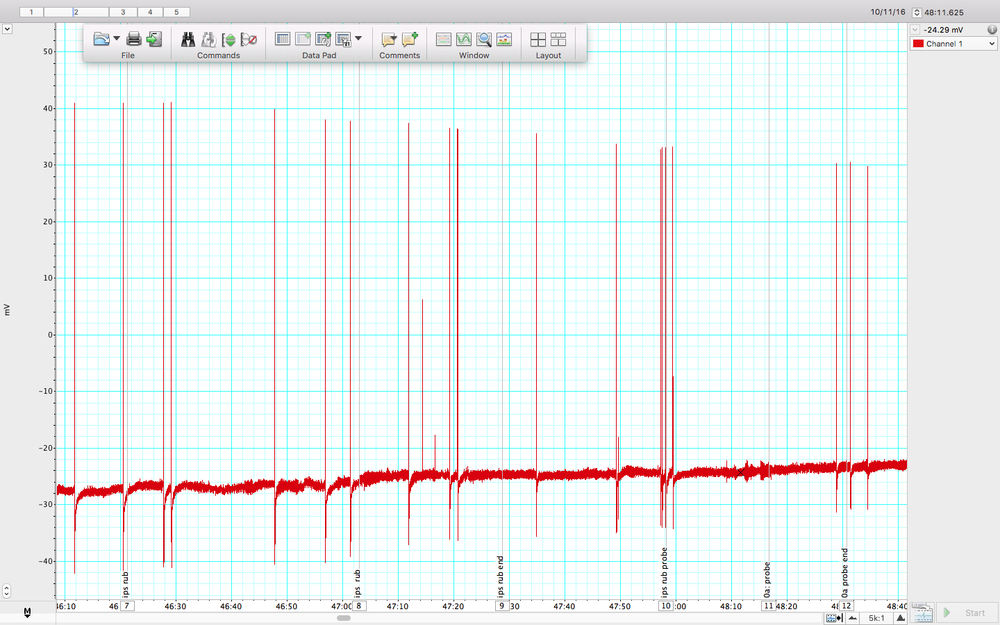 1 2 3 4 5
10/11/16 48:11.625
-24.29 mV
Channel 1
File Commands Data Pad Comments Window Layout
50
40
30
20
10
0
-10
-20
-30
-40
mV
ips rub
ips rub
ips rub end
ips rub probe
0a: probe
0a probe end
46:10 46 7 46:30 46:40 46:50 47:00 8 47:10 47:20 9 :30 47:40 47:50 10 :00 48:10 11 48:20 48 12 48:40
M
5k:1
Start